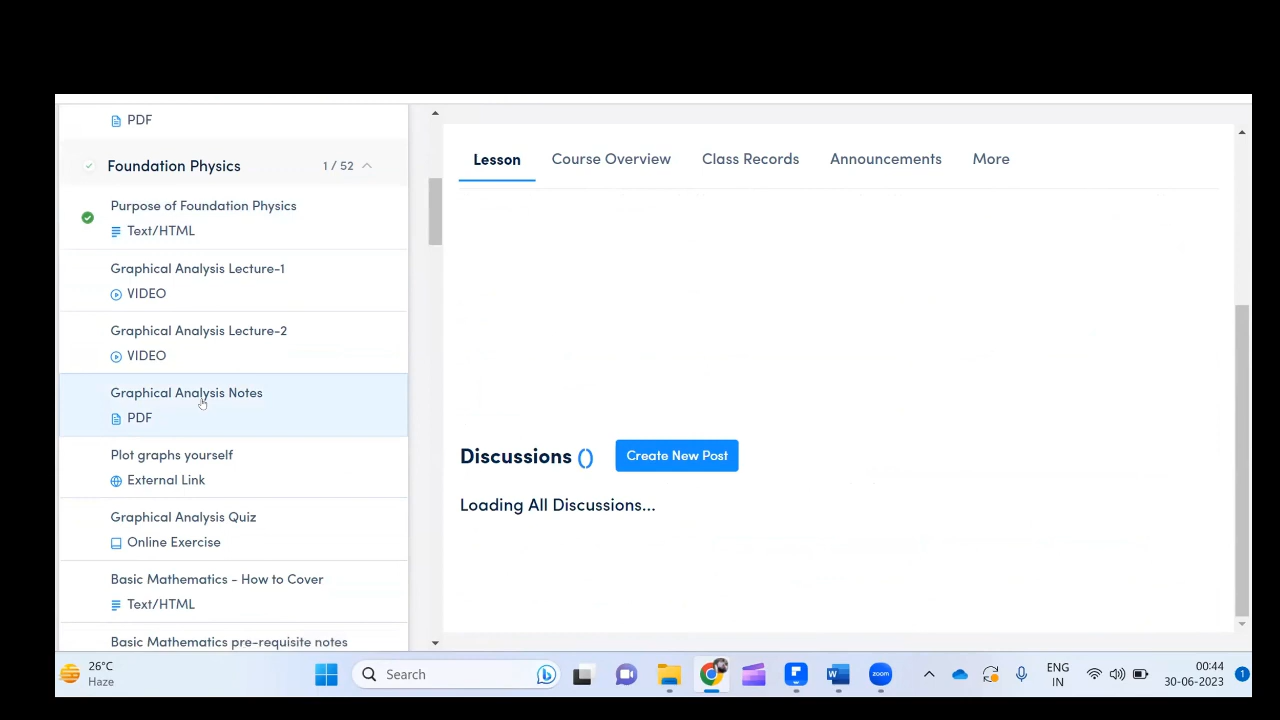 PDF
Foundation Physics 1 / 52
Purpose of Foundation Physics
Text/HTML
Graphical Analysis Lecture-1
VIDEO
Graphical Analysis Lecture-2
VIDEO
Graphical Analysis Notes
PDF
Plot graphs yourself
External Link
Graphical Analysis Quiz
Online Exercise
Basic Mathematics - How to Cover
Text/HTML
Basic Mathematics pre-requisite notes
Lesson Course Overview Class Records Announcements More
Discussions () Create New Post
Loading All Discussions...
26°C
Haze
Search
zoom
ENG
IN
00:44
30-06-2023
1